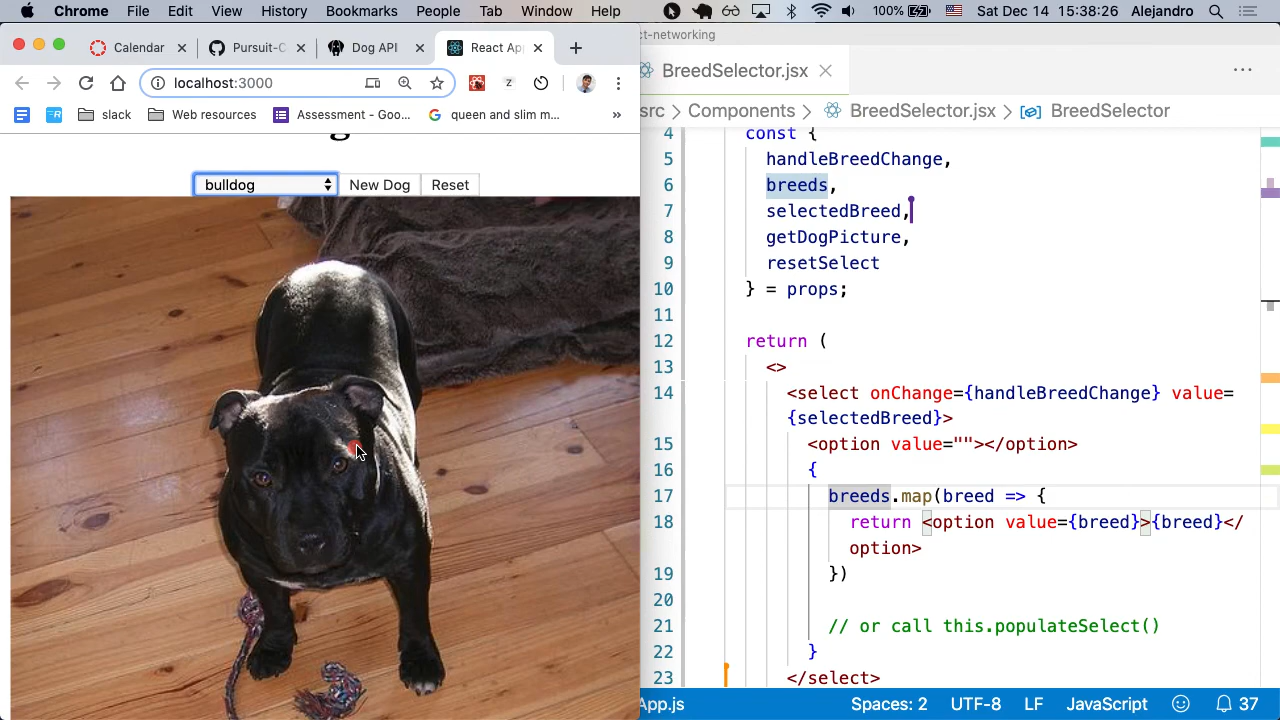 Chrome File Edit View History Bookmarks People Tab Window Help 100% Sat Dec 14 15:38:26 Alejandro
Calendar Pursuit-C Dog API React App
localhost:3000
slack Web resources Assessment - Goo... queen and slim m... »
bulldog New Dog Reset
ct-networking
BreedSelector.jsx
src > Components > BreedSelector.jsx > BreedSelector
4 const {
5 handleBreedChange,
6 breeds,
7 selectedBreed,
8 getDogPicture,
9 resetSelect
10 } = props;
11
12 return (
13 <>
14 <select onChange={handleBreedChange} value=
{selectedBreed}>
15 <option value=""></option>
16 {
17 breeds.map(breed => {
18 return <option value={breed}>{breed}</
option>
19 })
20
21 // or call this.populateSelect()
22 }
23 </select>
App.js Spaces: 2 UTF-8 LF JavaScript 37